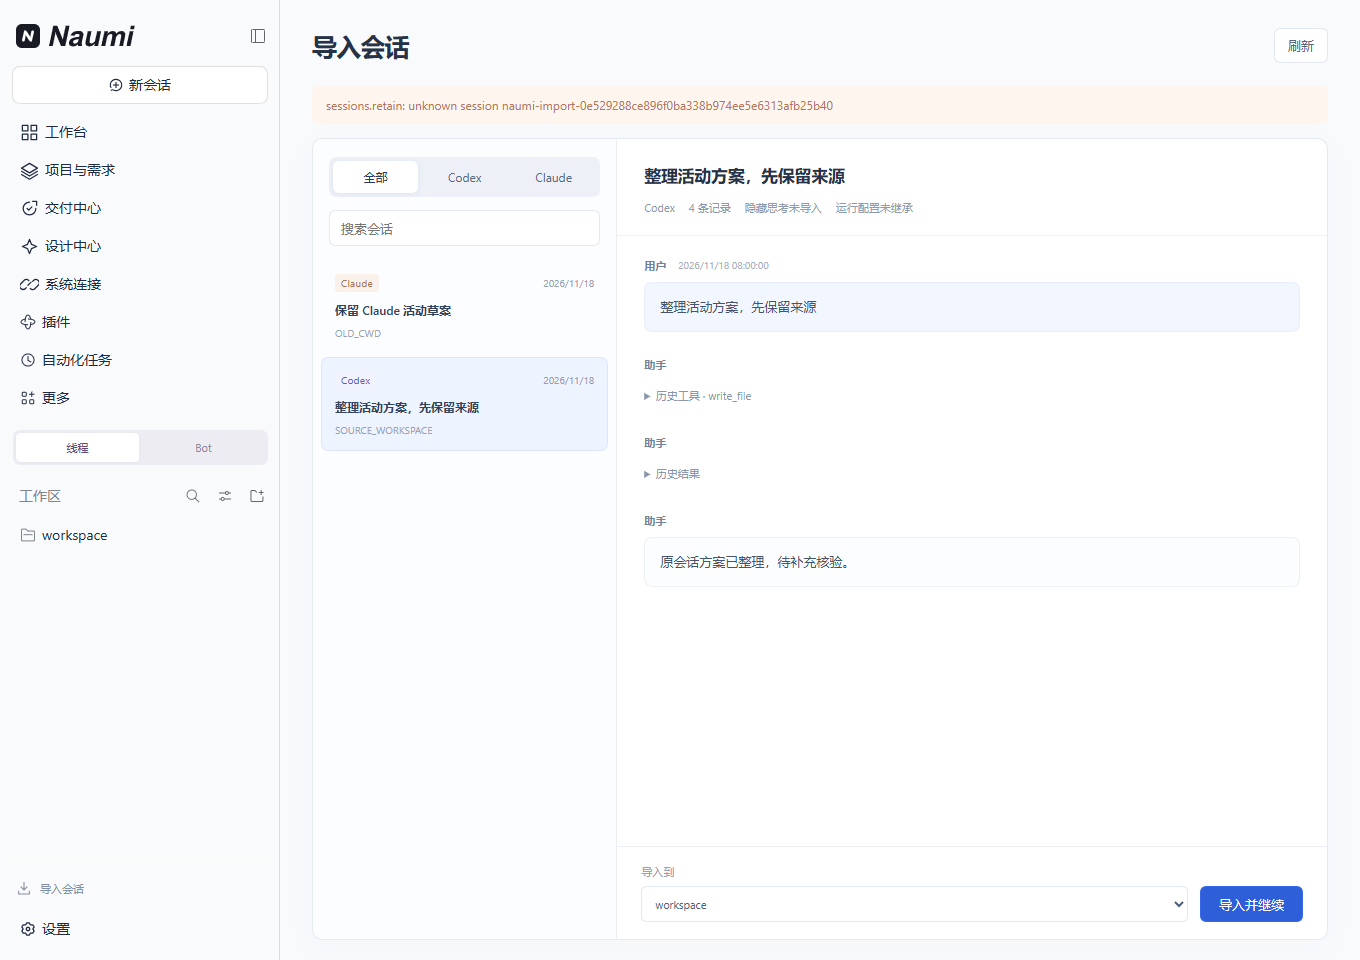 Naumi
新会话
工作台
项目与需求
交付中心
设计中心
系统连接
插件
自动化任务
更多
线程
Bot
工作区
workspace
导入会话
设置
导入会话
刷新
sessions.retain: unknown session naumi-import-0e529288ce896f0ba338b974ee5e6313afb25b40
全部
Codex
Claude
搜索会话
Claude 2026/11/18
保留 Claude 活动草案
OLD_CWD
Codex 2026/11/18
整理活动方案，先保留来源
SOURCE_WORKSPACE
整理活动方案，先保留来源
Codex 4 条记录 隐藏思考未导入 运行配置未继承
用户 2026/11/18 08:00:00
整理活动方案，先保留来源
助手
历史工具 · write_file
助手
历史结果
助手
原会话方案已整理，待补充核验。
导入到
workspace
导入并继续